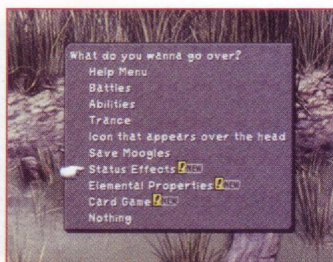 What do you wanna go over?
Help Menu
Battles
Abilities
Trance
Icon that appears over the head
Save Moogles
Status Effects
Elemental Properties
Card Game
Nothing